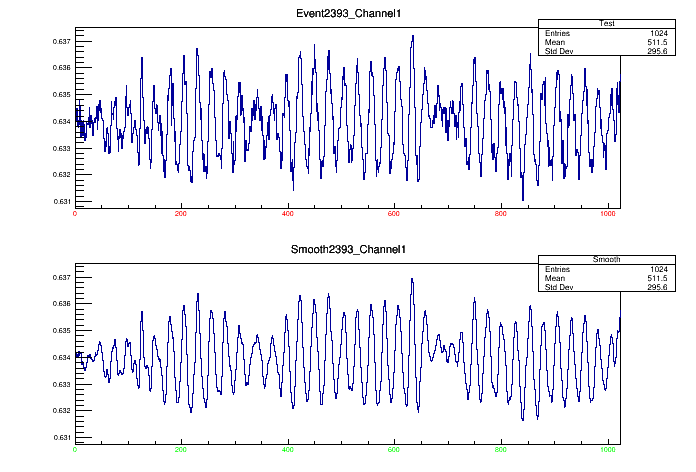 Event2393_Channel1
Test
Entries 1024
Mean 511.5
Std Dev 295.6
0.637
0.636
0.635
0.634
0.633
0.632
0.631
0 200 400 600 800 1000
Smooth2393_Channel1
Smooth
Entries 1024
Mean 511.5
Std Dev 295.6
0.637
0.636
0.635
0.634
0.633
0.632
0.631
0 200 400 600 800 1000